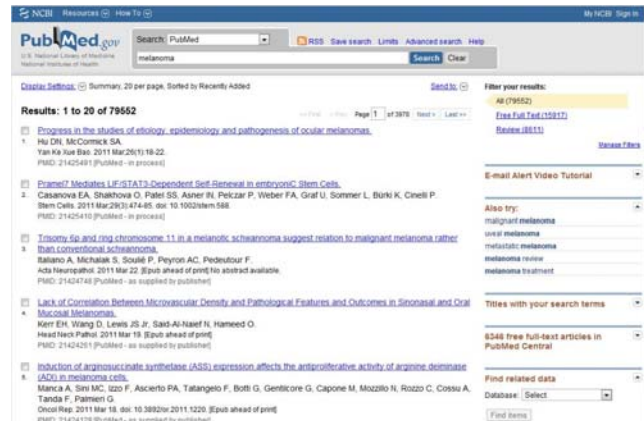 NCBI Resources How To My NCBI Sign In
PubMed.gov
U.S. National Library of Medicine
National Institutes of Health
Search: PubMed
RSS Save search Limits Advanced search Help
melanoma
Search Clear
Display Settings: Summary, 20 per page, Sorted by Recently Added
Send to:
Results: 1 to 20 of 79552
<< First < Prev Page 1 of 3978 Next > Last >>
Progress in the studies of etiology, epidemiology and pathogenesis of ocular melanomas.
1. Hu DN, McCormick SA.
Yan Ke Xue Bao. 2011 Mar;26(1):18-22.
PMID: 21425491 [PubMed - in process]
Pramel7 Mediates LIF/STAT3-Dependent Self-Renewal in embryoniC Stem Cells.
2. Casanova EA, Shakhova O, Patel SS, Asner IN, Pelczar P, Weber FA, Graf U, Sommer L, Bürki K, Cinelli P.
Stem Cells. 2011 Mar;29(3):474-85. doi: 10.1002/stem.588.
PMID: 21425410 [PubMed - in process]
Trisomy 6p and ring chromosome 11 in a melanotic schwannoma suggest relation to malignant melanoma rather
3. than conventional schwannoma.
Italiano A, Michalak S, Soulié P, Peyron AC, Pedeutour F.
Acta Neuropathol. 2011 Mar 22. [Epub ahead of print] No abstract available.
PMID: 21424748 [PubMed - as supplied by publisher]
Lack of Correlation Between Microvascular Density and Pathological Features and Outcomes in Sinonasal and Oral
4. Mucosal Melanomas.
Kerr EH, Wang D, Lewis JS Jr, Said-Al-Naief N, Hameed O.
Head Neck Pathol. 2011 Mar 19. [Epub ahead of print]
PMID: 21424261 [PubMed - as supplied by publisher]
Induction of arginosuccinate synthetase (ASS) expression affects the antiproliferative activity of arginine deiminase
5. (ADI) in melanoma cells.
Manca A, Sini MC, Izzo F, Ascierto PA, Tatangelo F, Botti G, Gentilcore G, Capone M, Mozzillo N, Rozzo C, Cossu A,
Tanda F, Palmieri G.
Oncol Rep. 2011 Mar 18. doi: 10.3892/or.2011.1220. [Epub ahead of print]
PMID: 21424129 [PubMed - as supplied by publisher]
Filter your results:
All (79552)
Free Full Text (15917)
Review (8611)
Manage Filters
E-mail Alert Video Tutorial
Also try:
malignant melanoma
uveal melanoma
metastatic melanoma
melanoma review
melanoma treatment
Titles with your search terms
6346 free full-text articles in
PubMed Central
Find related data
Database: Select
Find items